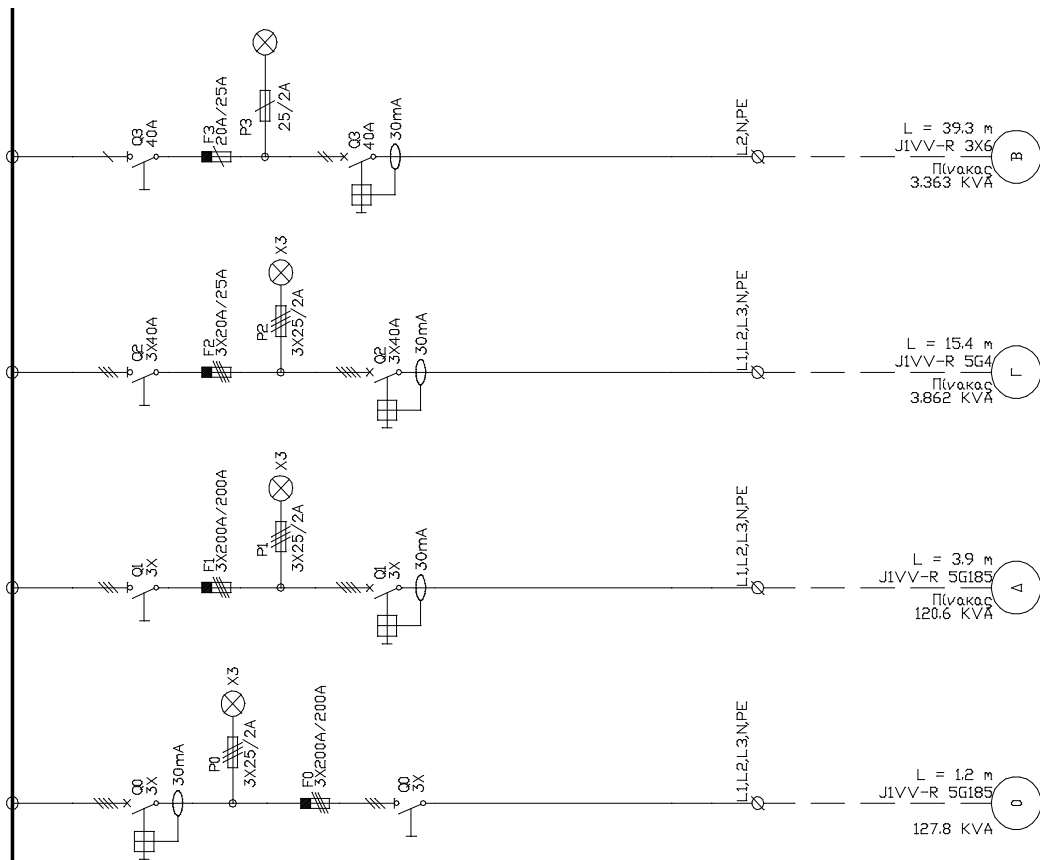 Q3
40A
F3
20A/25A
P3
25/2A
Q3
40A
30mA
L2,N,PE
L = 39.3 m
J1VV-R 3X6
Πίνακας
3.363 KVA
B
Q2
3X40A
F2
3X20A/25A
P2
3X25/2A
X3
Q2
3X40A
30mA
L1,L2,L3,N,PE
L = 15.4 m
J1VV-R 5G4
Πίνακας
3.862 KVA
Γ
Q1
3X
F1
3X200A/200A
P1
3X25/2A
X3
Q1
3X
30mA
L1,L2,L3,N,PE
L = 3.9 m
J1VV-R 5G185
Πίνακας
120.6 KVA
Δ
Q0
3X
30mA
P0
3X25/2A
X3
F0
3X200A/200A
Q0
3X
L1,L2,L3,N,PE
L = 1.2 m
J1VV-R 5G185
127.8 KVA
0